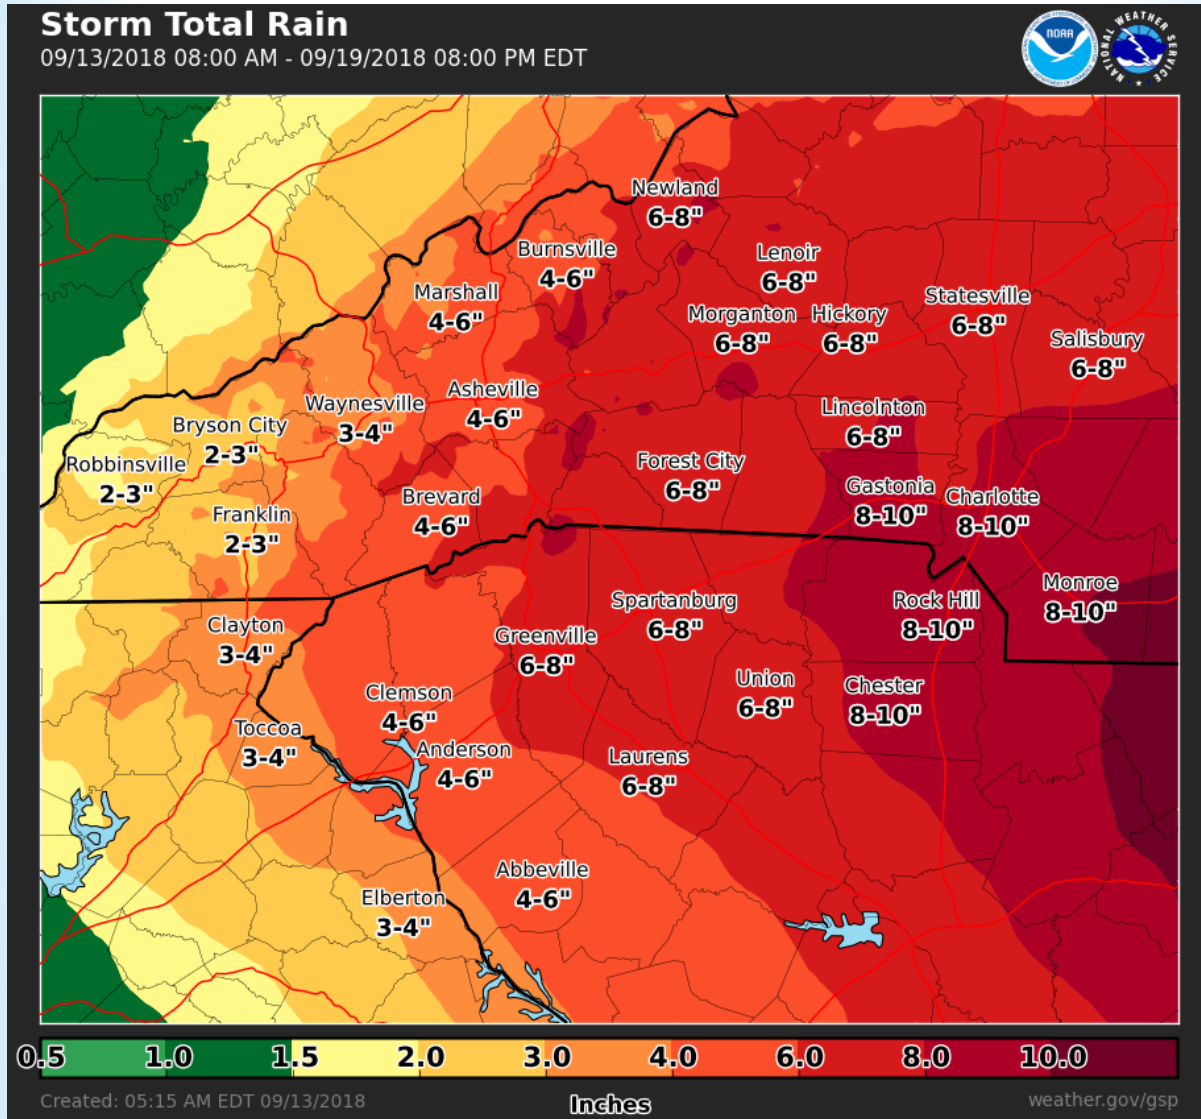 Storm Total Rain
09/13/2018 08:00 AM - 09/19/2018 08:00 PM EDT
NOAA
NATIONAL WEATHER SERVICE
Newland
6-8"
Burnsville
4-6"
Lenoir
6-8"
Marshall
4-6"
Statesville
6-8"
Morganton
6-8"
Hickory
6-8"
Salisbury
6-8"
Asheville
4-6"
Waynesville
3-4"
Lincolnton
6-8"
Bryson City
2-3"
Robbinsville
2-3"
Forest City
6-8"
Gastonia
8-10"
Charlotte
8-10"
Brevard
4-6"
Franklin
2-3"
Monroe
8-10"
Spartanburg
6-8"
Rock Hill
8-10"
Clayton
3-4"
Greenville
6-8"
Union
6-8"
Chester
8-10"
Clemson
4-6"
Toccoa
3-4"
Anderson
4-6"
Laurens
6-8"
Abbeville
4-6"
Elberton
3-4"
0.5 1.0 1.5 2.0 3.0 4.0 6.0 8.0 10.0
Created: 05:15 AM EDT 09/13/2018
Inches
weather.gov/gsp